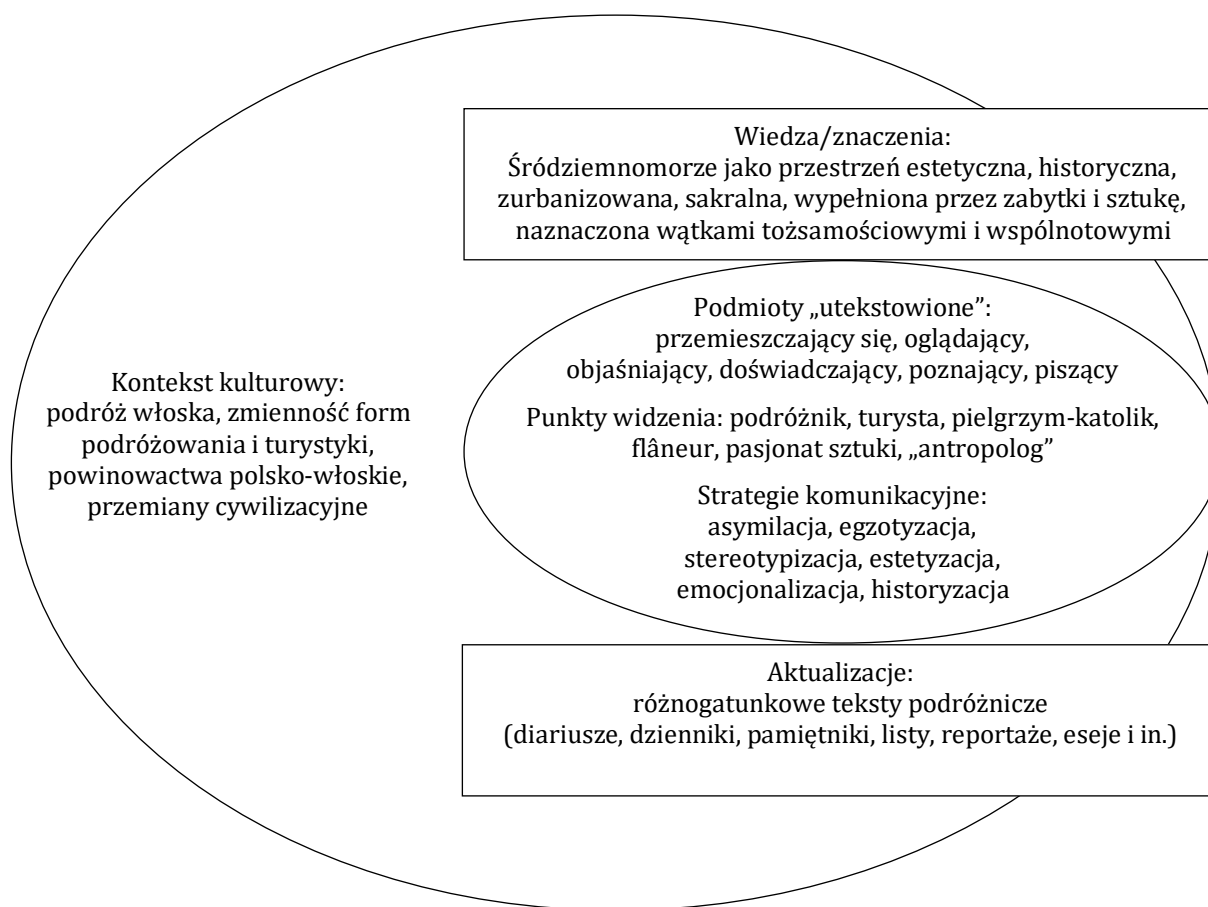 Wiedza/znaczenia:
Śródziemnomorze jako przestrzeń estetyczna, historyczna,
zurbanizowana, sakralna, wypełniona przez zabytki i sztukę,
naznaczona wątkami tożsamościowymi i wspólnotowymi
Kontekst kulturowy:
podróż włoska, zmienność form
podróżowania i turystyki,
powinowactwa polsko-włoskie,
przemiany cywilizacyjne
Podmioty „utekstowione”:
przemieszczający się, oglądający,
objaśniający, doświadczający, poznający, piszący
Punkty widzenia: podróżnik, turysta, pielgrzym-katolik,
flâneur, pasjonat sztuki, „antropolog”
Strategie komunikacyjne:
asymilacja, egzotyzacja,
stereotypizacja, estetyzacja,
emocjonalizacja, historyzacja
Aktualizacje:
różnogatunkowe teksty podróżnicze
(diariusze, dzienniki, pamiętniki, listy, reportaże, eseje i in.)